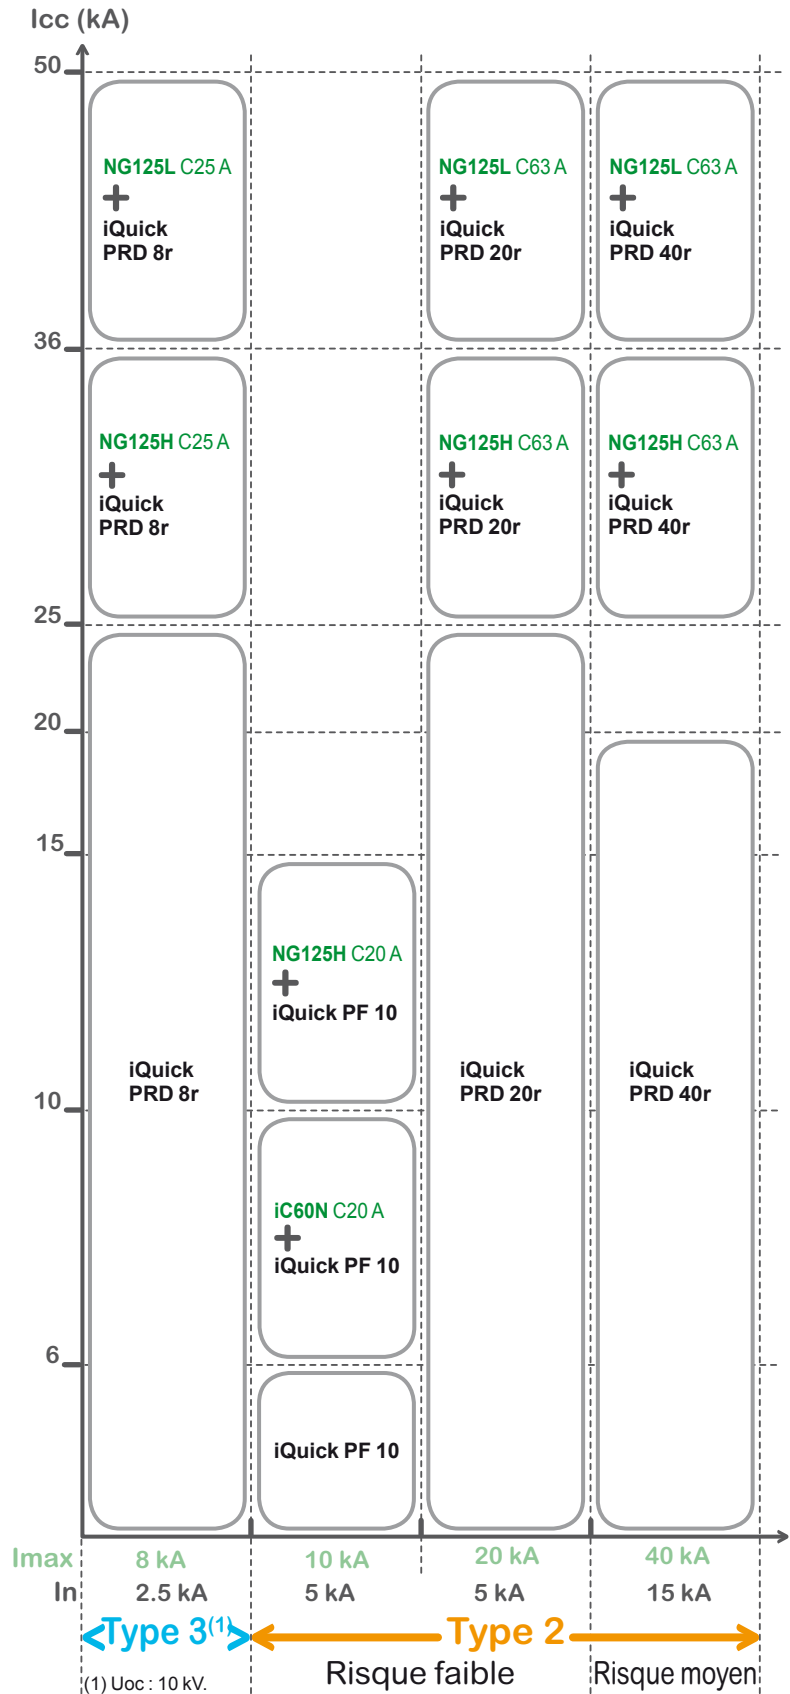 Icc (kA)
50
NG125L C25 A
+
iQuick
PRD 8r
NG125L C63 A
+
iQuick
PRD 20r
NG125L C63 A
+
iQuick
PRD 40r
36
NG125H C25 A
+
iQuick
PRD 8r
NG125H C63 A
+
iQuick
PRD 20r
NG125H C63 A
+
iQuick
PRD 40r
25
20
15
NG125H C20 A
+
iQuick PF 10
iQuick
PRD 8r
iQuick
PRD 20r
iQuick
PRD 40r
10
iC60N C20 A
+
iQuick PF 10
6
iQuick PF 10
Imax 8 kA 10 kA 20 kA 40 kA
In 2.5 kA 5 kA 5 kA 15 kA
Type 3(1) Type 2
Risque faible Risque moyen
(1) Uoc : 10 kV.